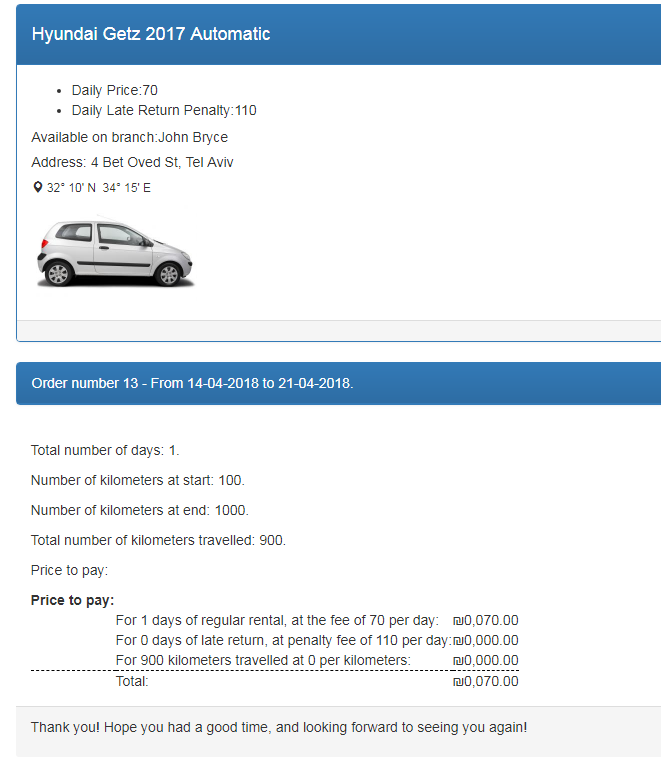 Hyundai Getz 2017 Automatic
• Daily Price:70
• Daily Late Return Penalty:110
Available on branch:John Bryce
Address: 4 Bet Oved St, Tel Aviv
32° 10' N 34° 15' E
Order number 13 - From 14-04-2018 to 21-04-2018.
Total number of days: 1.
Number of kilometers at start: 100.
Number of kilometers at end: 1000.
Total number of kilometers travelled: 900.
Price to pay:
Price to pay:
For 1 days of regular rental, at the fee of 70 per day: ₪0,070.00
For 0 days of late return, at penalty fee of 110 per day:₪0,000.00
For 900 kilometers travelled at 0 per kilometers: ₪0,000.00
Total: ₪0,070.00
Thank you! Hope you had a good time, and looking forward to seeing you again!